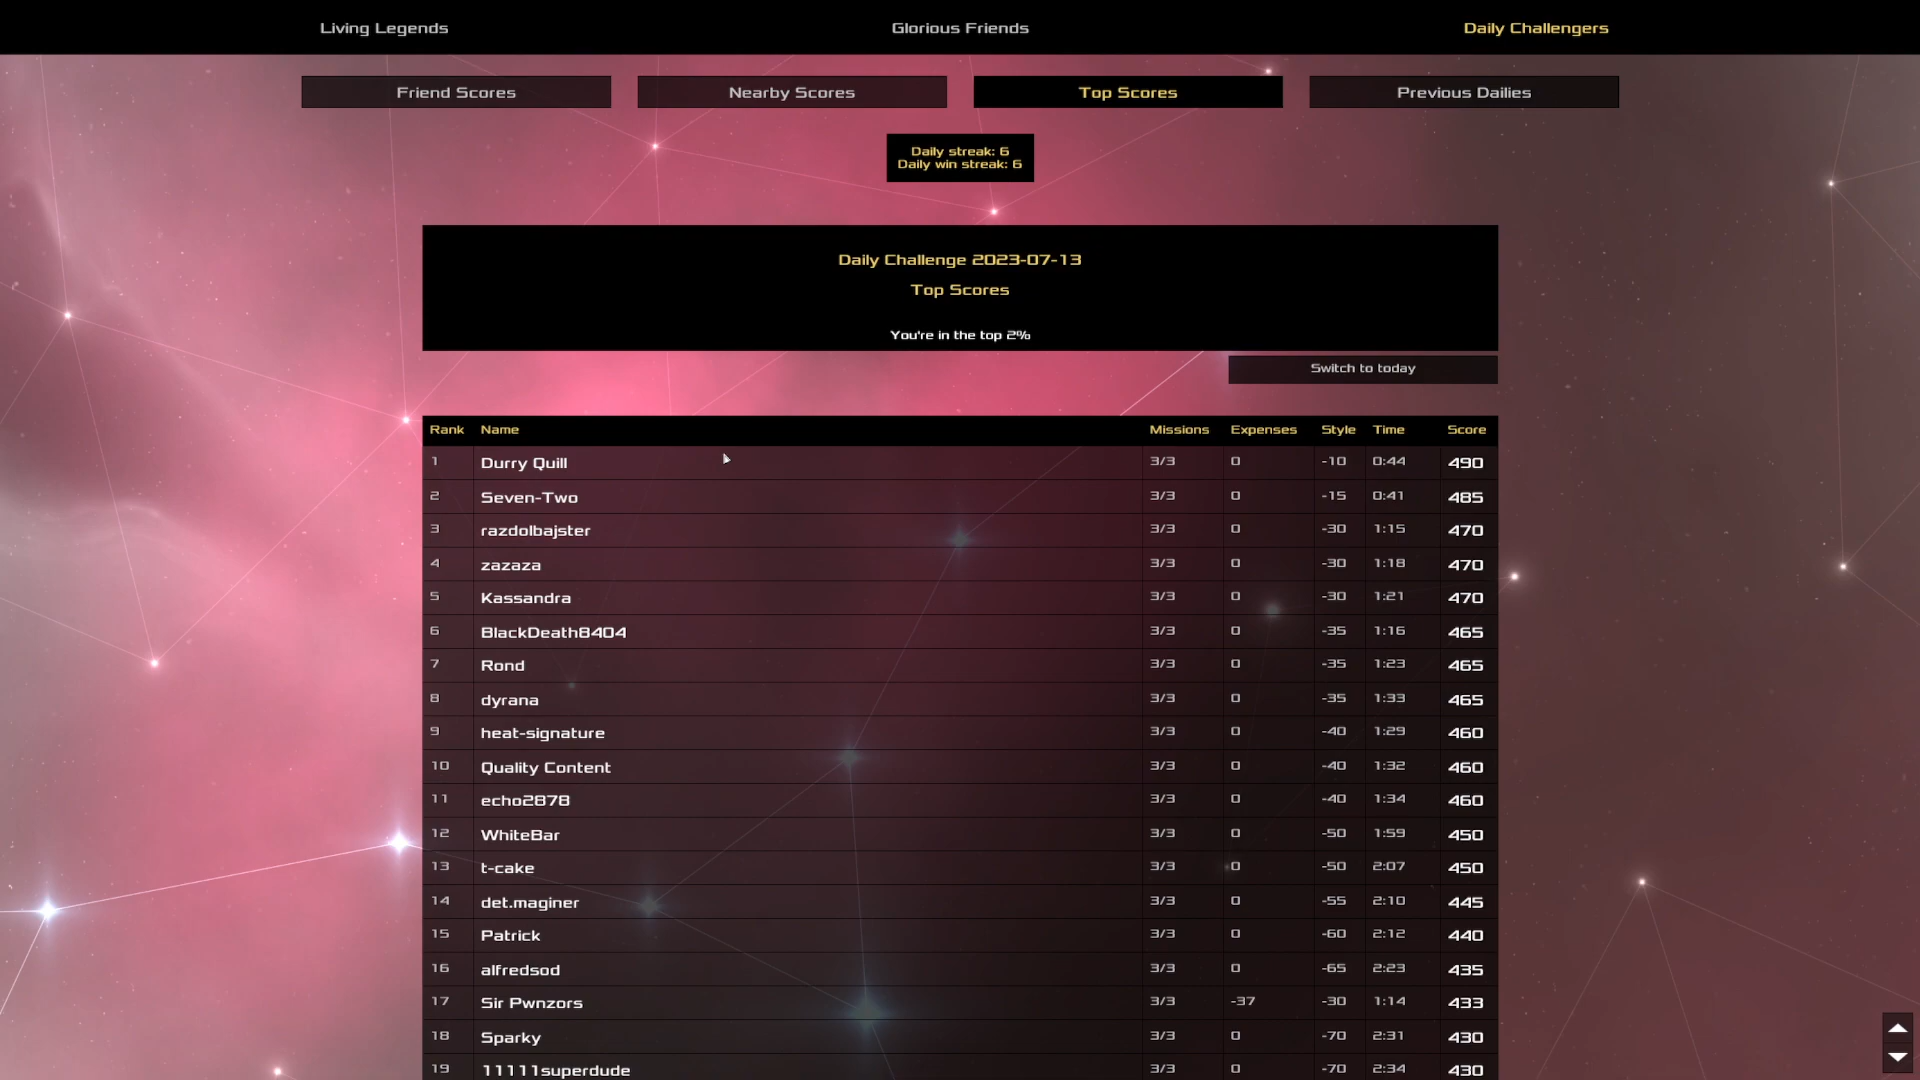 Living Legends Glorious Friends Daily Challengers
Friend Scores Nearby Scores Top Scores Previous Dailies
Daily streak: 6
Daily win streak: 6
Daily Challenge 2023-07-13
Top Scores
You're in the top 2%
Switch to today
Rank Name Missions Expenses Style Time Score
1 Durry Quill 3/3 0 -10 0:44 490
2 Seven-Two 3/3 0 -15 0:41 485
3 razdolbajster 3/3 0 -30 1:15 470
4 zazaza 3/3 0 -30 1:18 470
5 Kassandra 3/3 0 -30 1:21 470
6 BlackDeath8404 3/3 0 -35 1:16 465
7 Rond 3/3 0 -35 1:23 465
8 dyrana 3/3 0 -35 1:33 465
9 heat-signature 3/3 0 -40 1:29 460
10 Quality Content 3/3 0 -40 1:32 460
11 echo2878 3/3 0 -40 1:34 460
12 WhiteBar 3/3 0 -50 1:59 450
13 t-cake 3/3 0 -50 2:07 450
14 det.maginer 3/3 0 -55 2:10 445
15 Patrick 3/3 0 -60 2:12 440
16 alfredsod 3/3 0 -65 2:23 435
17 Sir Pwnzors 3/3 -37 -30 1:14 433
18 Sparky 3/3 0 -70 2:31 430
19 11111superdude 3/3 0 -70 2:34 430